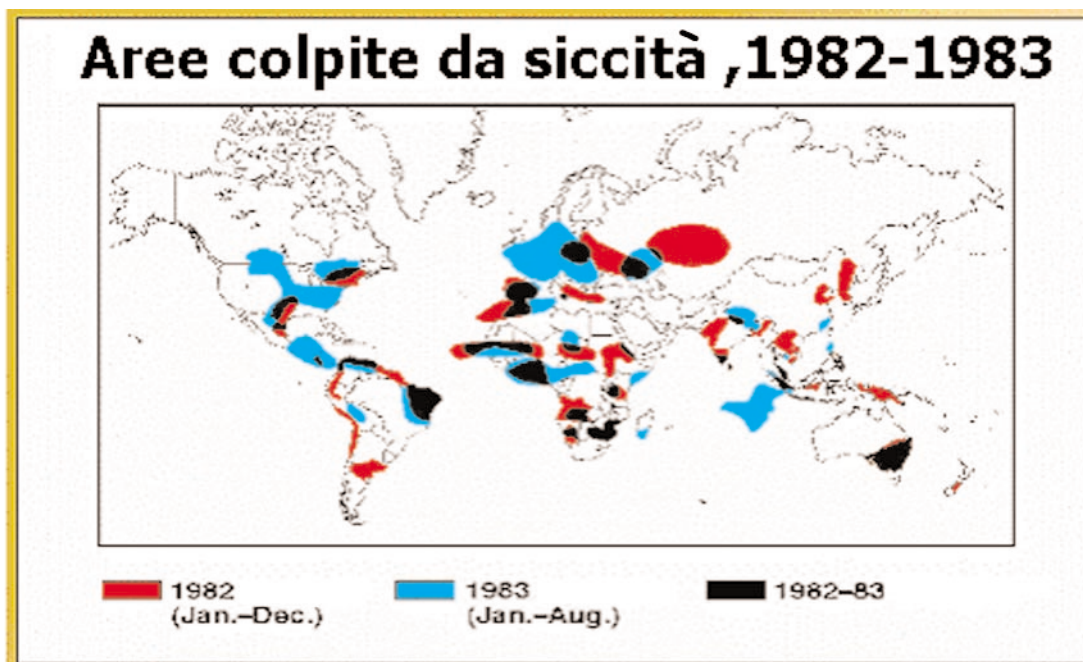 Aree colpite da siccità ,1982-1983
1982
(Jan.–Dec.)
1983
(Jan.–Aug.)
1982–83